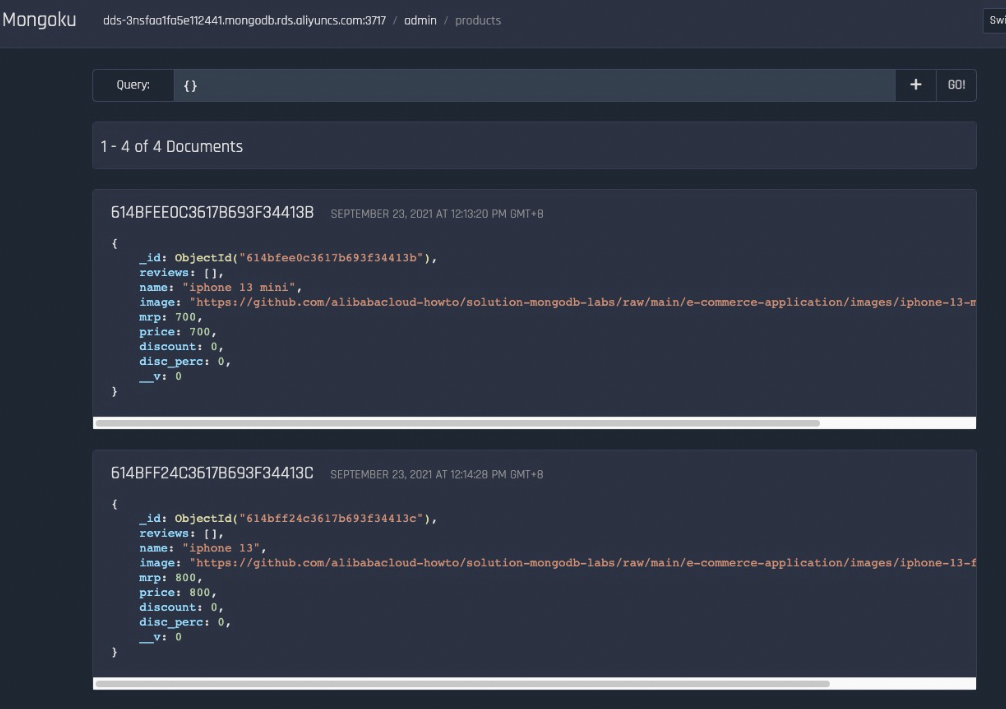 Mongoku dds-3nsfaa1fa5e112441.mongodb.rds.aliyuncs.com:3717 / admin / products Swi
Query: {} + GO!
1 - 4 of 4 Documents
614BFEE0C3617B693F34413B SEPTEMBER 23, 2021 AT 12:13:20 PM GMT+8
{
_id: ObjectId("614bfee0c3617b693f34413b"),
reviews: [],
name: "iphone 13 mini",
image: "https://github.com/alibabacloud-howto/solution-mongodb-labs/raw/main/e-commerce-application/images/iphone-13-m
mrp: 700,
price: 700,
discount: 0,
disc_perc: 0,
__v: 0
}
614BFF24C3617B693F34413C SEPTEMBER 23, 2021 AT 12:14:28 PM GMT+8
{
_id: ObjectId("614bff24c3617b693f34413c"),
reviews: [],
name: "iphone 13",
image: "https://github.com/alibabacloud-howto/solution-mongodb-labs/raw/main/e-commerce-application/images/iphone-13-f
mrp: 800,
price: 800,
discount: 0,
disc_perc: 0,
__v: 0
}